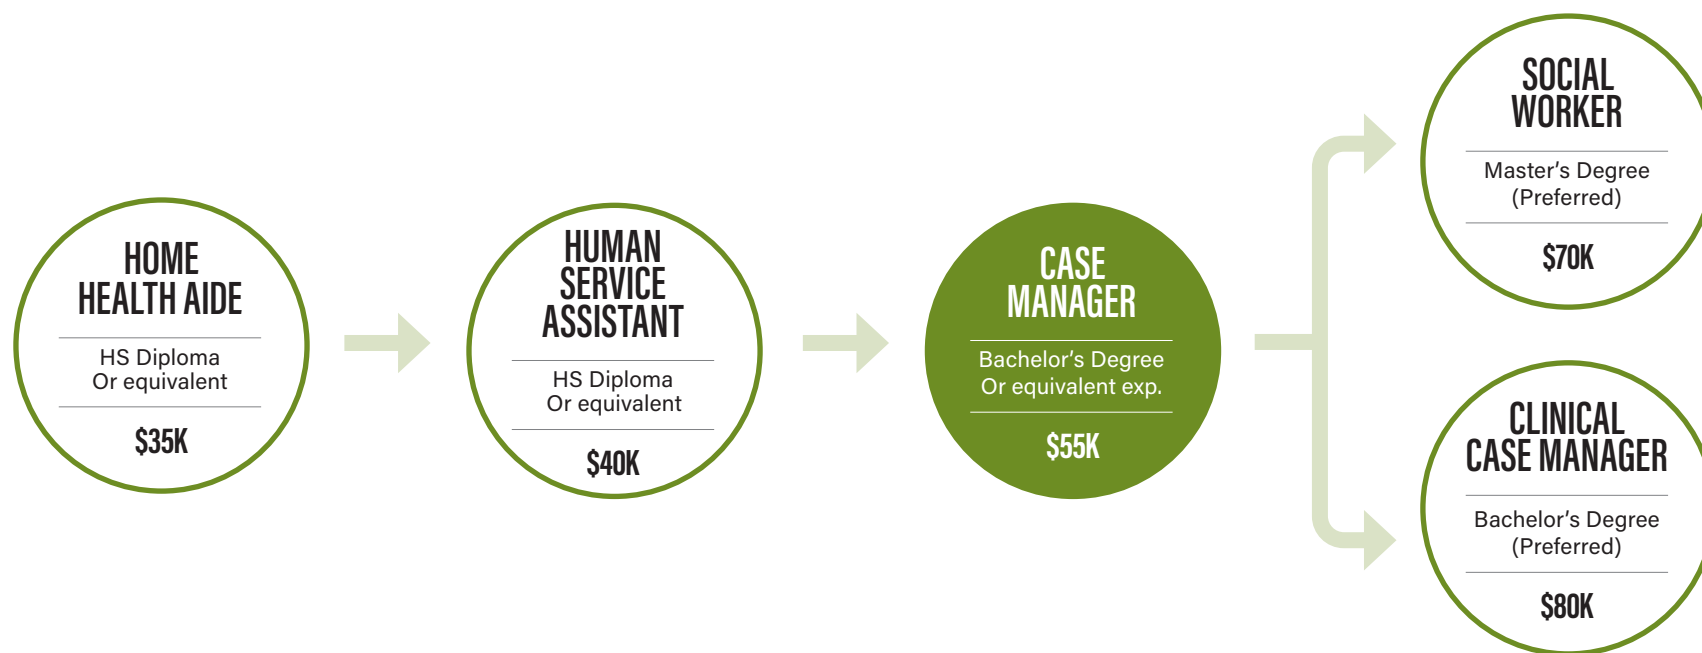 HOME
HEALTH AIDE
HS Diploma
Or equivalent
$35K
HUMAN
SERVICE
ASSISTANT
HS Diploma
Or equivalent
$40K
CASE
MANAGER
Bachelor’s Degree
Or equivalent exp.
$55K
SOCIAL
WORKER
Master’s Degree
(Preferred)
$70K
CLINICAL
CASE MANAGER
Bachelor’s Degree
(Preferred)
$80K